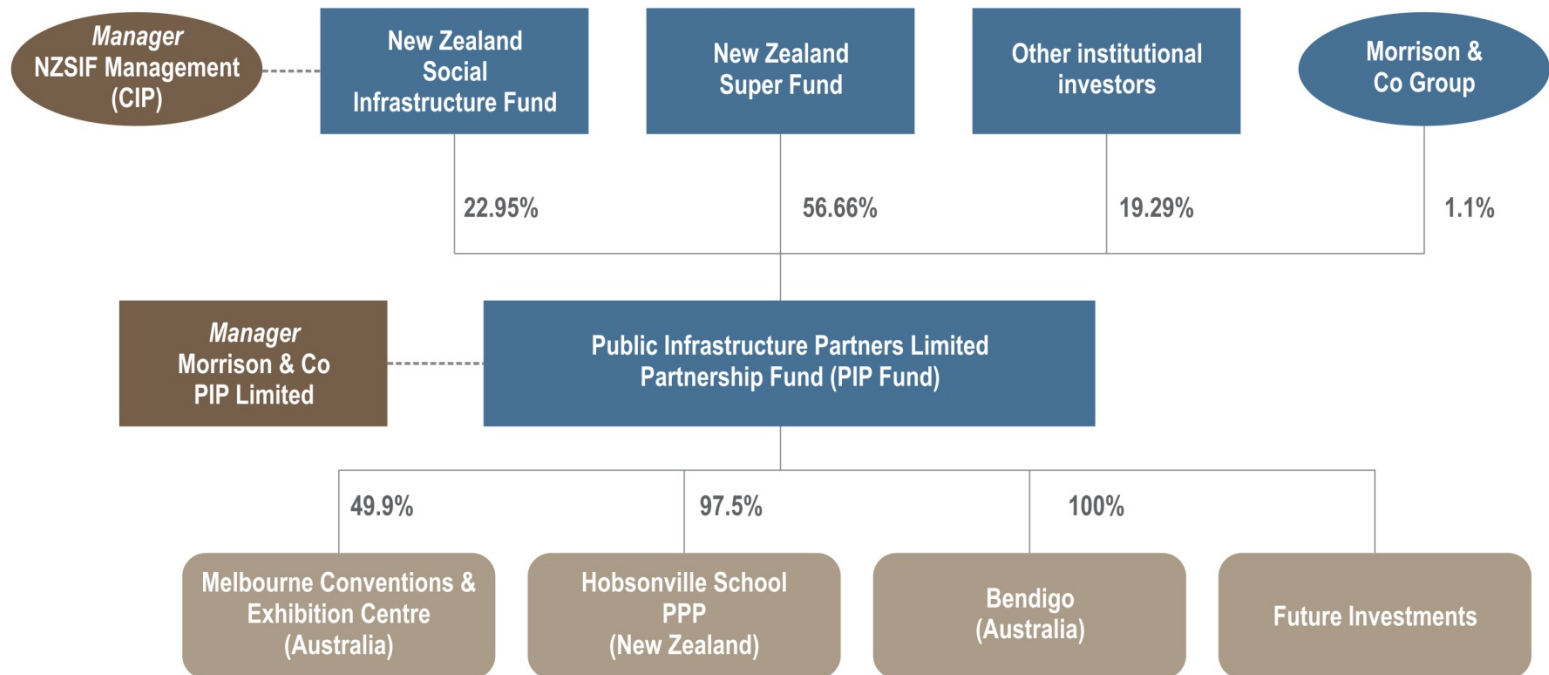 Manager
NZSIF Management
(CIP)
New Zealand
Social
Infrastructure Fund
New Zealand
Super Fund
Other institutional
investors
Morrison &
Co Group
22.95%
56.66%
19.29%
1.1%
Manager
Morrison & Co
PIP Limited
Public Infrastructure Partners Limited
Partnership Fund (PIP Fund)
49.9%
97.5%
100%
Melbourne Conventions &
Exhibition Centre
(Australia)
Hobsonville School
PPP
(New Zealand)
Bendigo
(Australia)
Future Investments